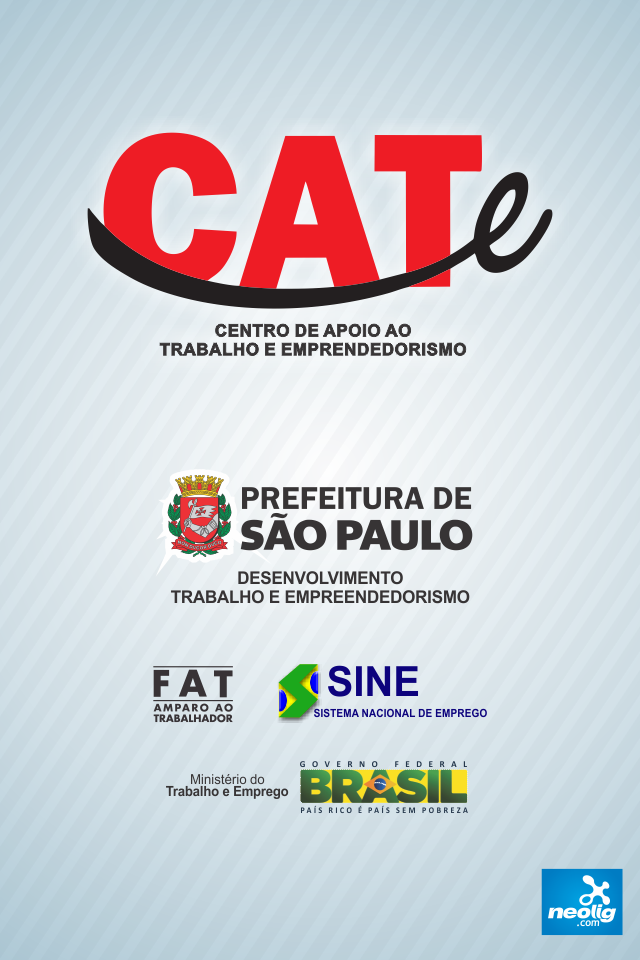 CATe
CENTRO DE APOIO AO
TRABALHO E EMPRENDEDORISMO
PREFEITURA DE
SÃO PAULO
DESENVOLVIMENTO
TRABALHO E EMPREENDEDORISMO
FAT
AMPARO AO
TRABALHADOR
SINE
SISTEMA NACIONAL DE EMPREGO
Ministério do
Trabalho e Emprego
GOVERNO FEDERAL
BRASIL
PAÍS RICO É PAÍS SEM POBREZA
neolig
.com